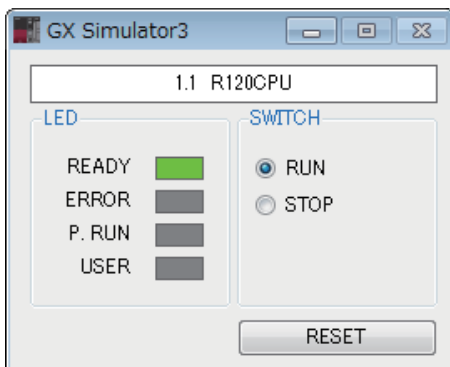 GX Simulator3
1.1 R120CPU
LED
READY
ERROR
P. RUN
USER
SWITCH
RUN
STOP
RESET